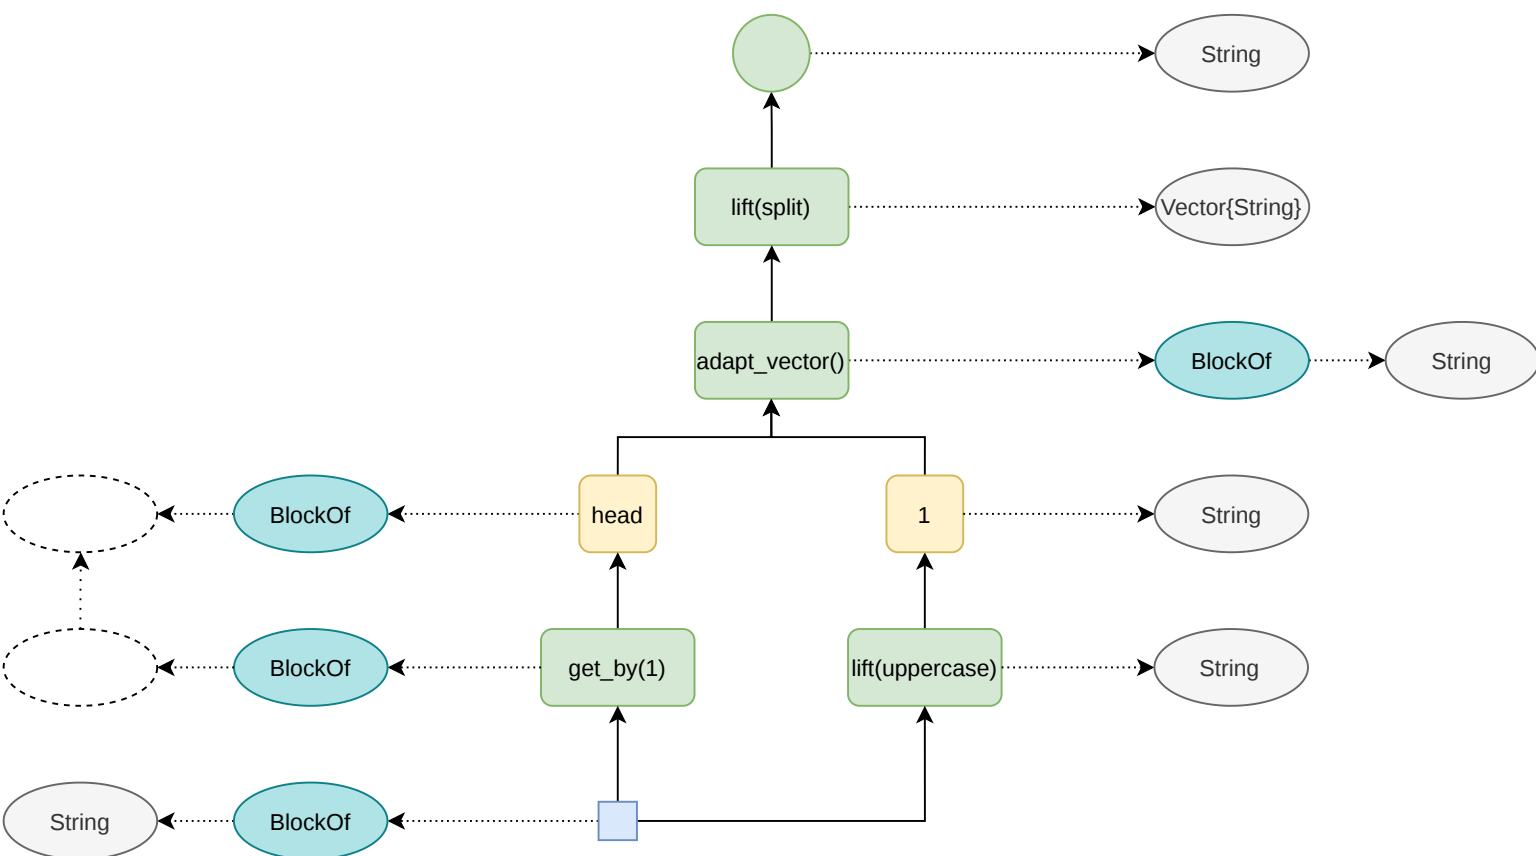 String
lift(split)
Vector{String}
adapt_vector()
BlockOf
String
BlockOf
head
1
String
BlockOf
get_by(1)
lift(uppercase)
String
String
BlockOf